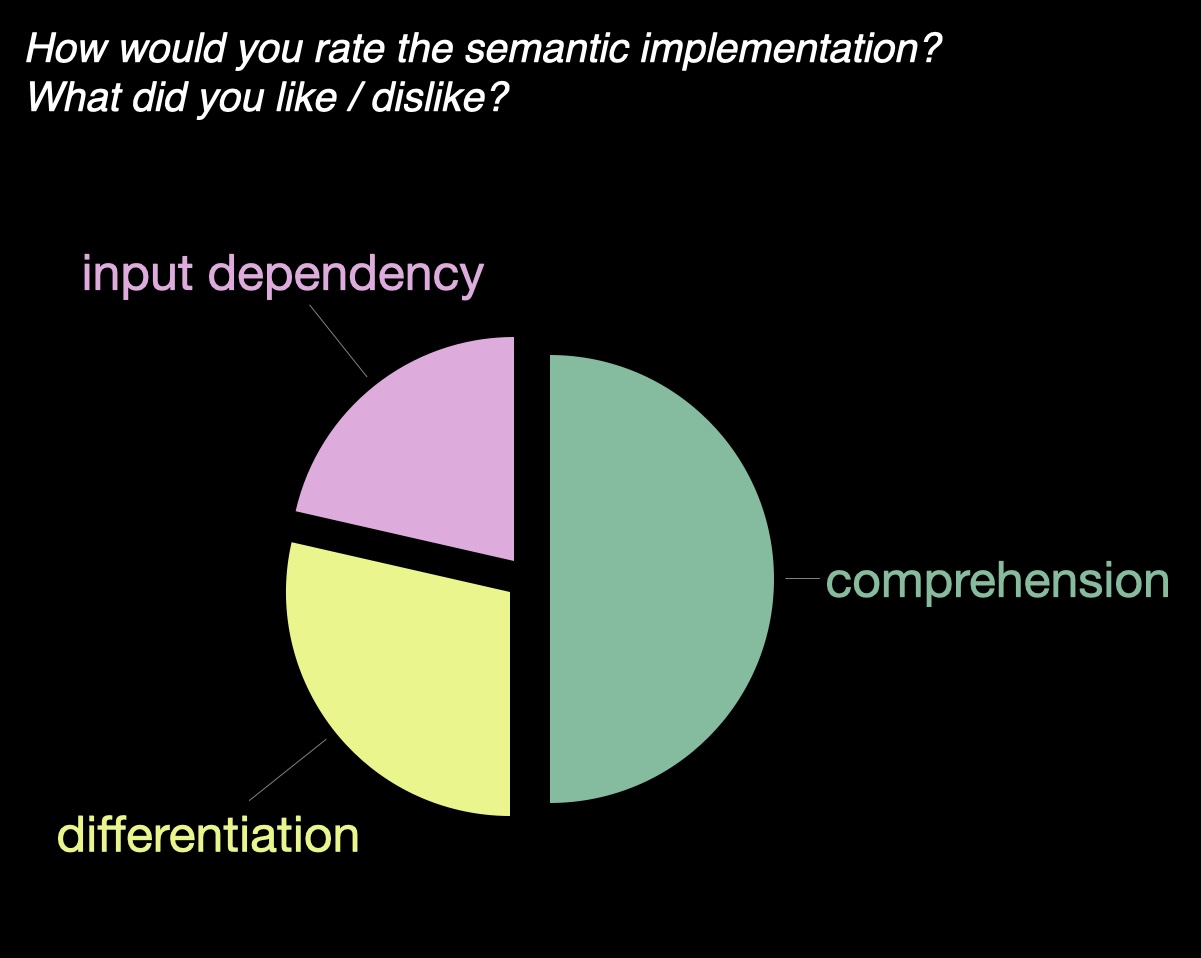 How would you rate the semantic implementation?
What did you like / dislike?
input dependency
comprehension
differentiation